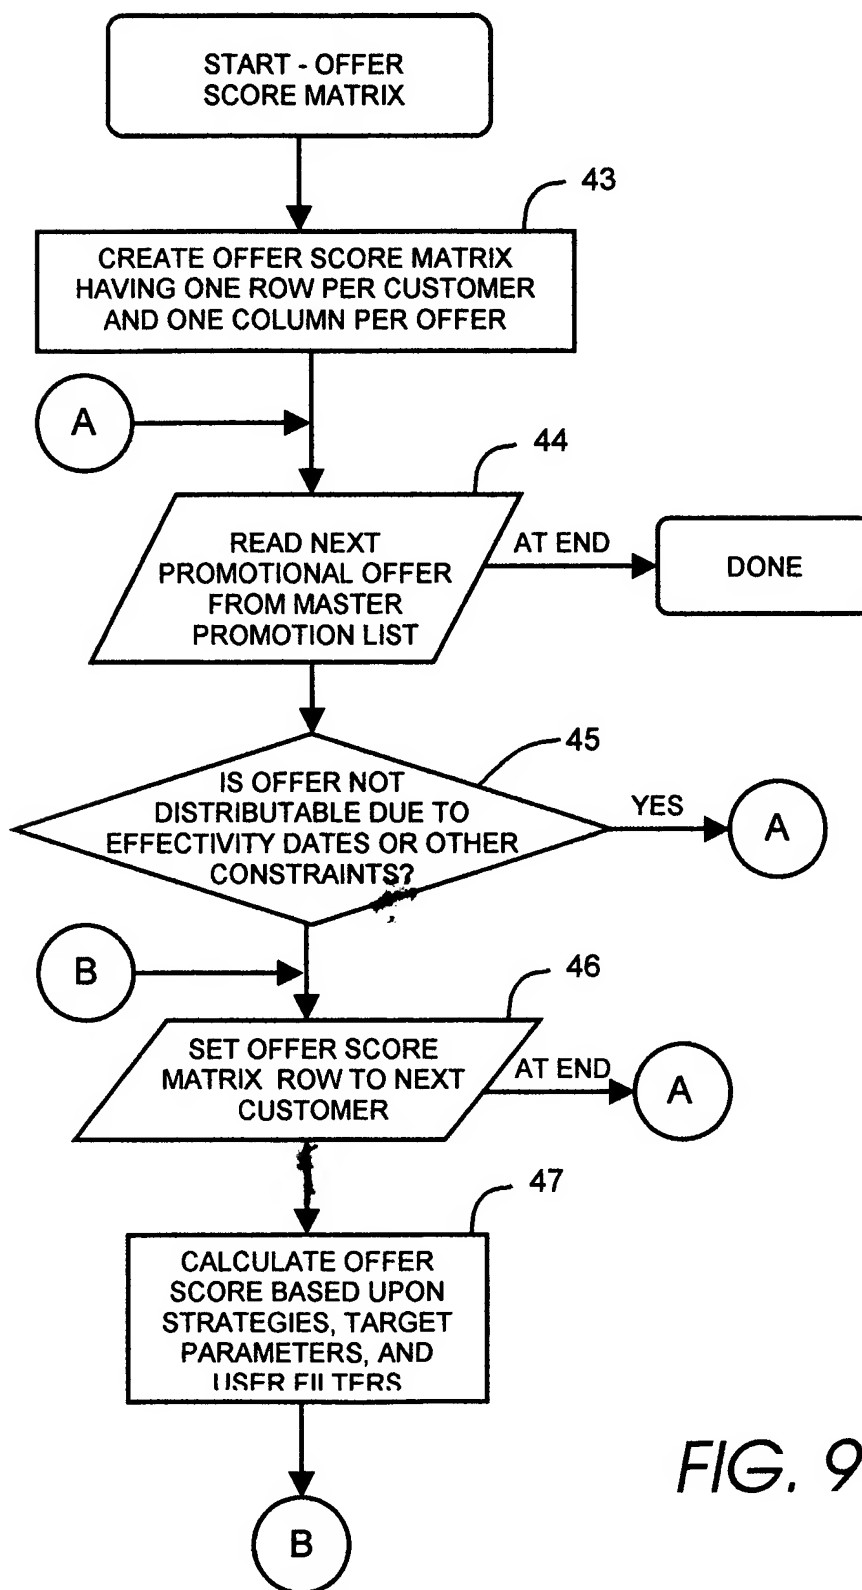 START - OFFER
SCORE MATRIX
43
CREATE OFFER SCORE MATRIX
HAVING ONE ROW PER CUSTOMER
AND ONE COLUMN PER OFFER
A
44
READ NEXT
PROMOTIONAL OFFER
FROM MASTER
PROMOTION LIST
AT END
DONE
45
IS OFFER NOT
DISTRIBUTABLE DUE TO
EFFECTIVITY DATES OR OTHER
CONSTRAINTS?
YES
A
B
46
SET OFFER SCORE
MATRIX ROW TO NEXT
CUSTOMER
AT END
A
47
CALCULATE OFFER
SCORE BASED UPON
STRATEGIES, TARGET
PARAMETERS, AND
USER FILTERS
B
FIG. 9